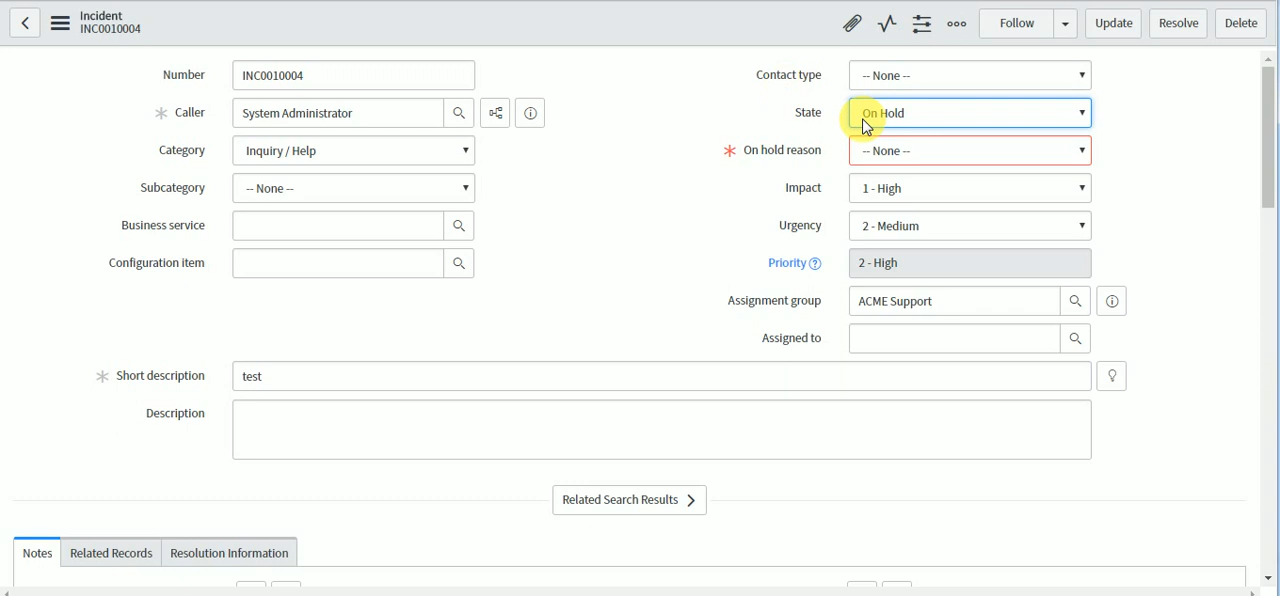 Incident
INC0010004
Follow
Update
Resolve
Delete
Number INC0010004
Contact type -- None --
Caller System Administrator
State On Hold
Category Inquiry / Help
On hold reason -- None --
Subcategory -- None --
Impact 1 - High
Business service
Urgency 2 - Medium
Configuration item
Priority 2 - High
Assignment group ACME Support
Assigned to
Short description test
Description
Related Search Results
Notes
Related Records
Resolution Information